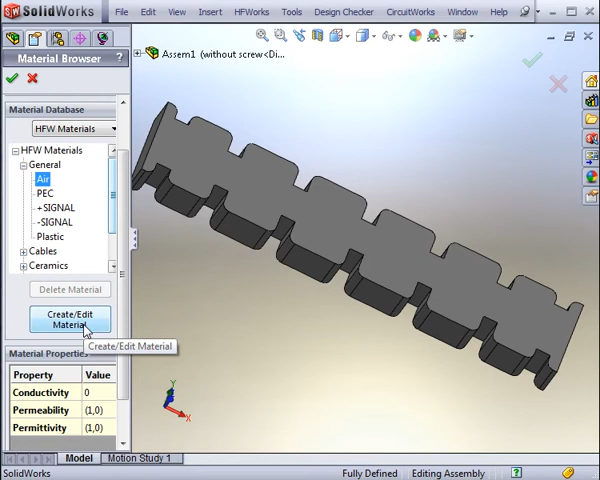 SW SolidWorks File Edit View Insert HFWorks Tools Dimxpert CircuitWorks Window Help
Material Browser ?
Assem1 (without screw<Di...
Material Database
HFW Materials
HFW Materials
General
Air
PEC
+SIGNAL
-SIGNAL
Plastic
Cables
Ceramics
Delete Material
Create/Edit
Material
Create/Edit Material
Material Properties
Property Value
Conductivity 0
Permeability (1,0)
Permittivity (1,0)
Y
X
Model Motion Study 1
SolidWorks Fully Defined Editing Assembly ?